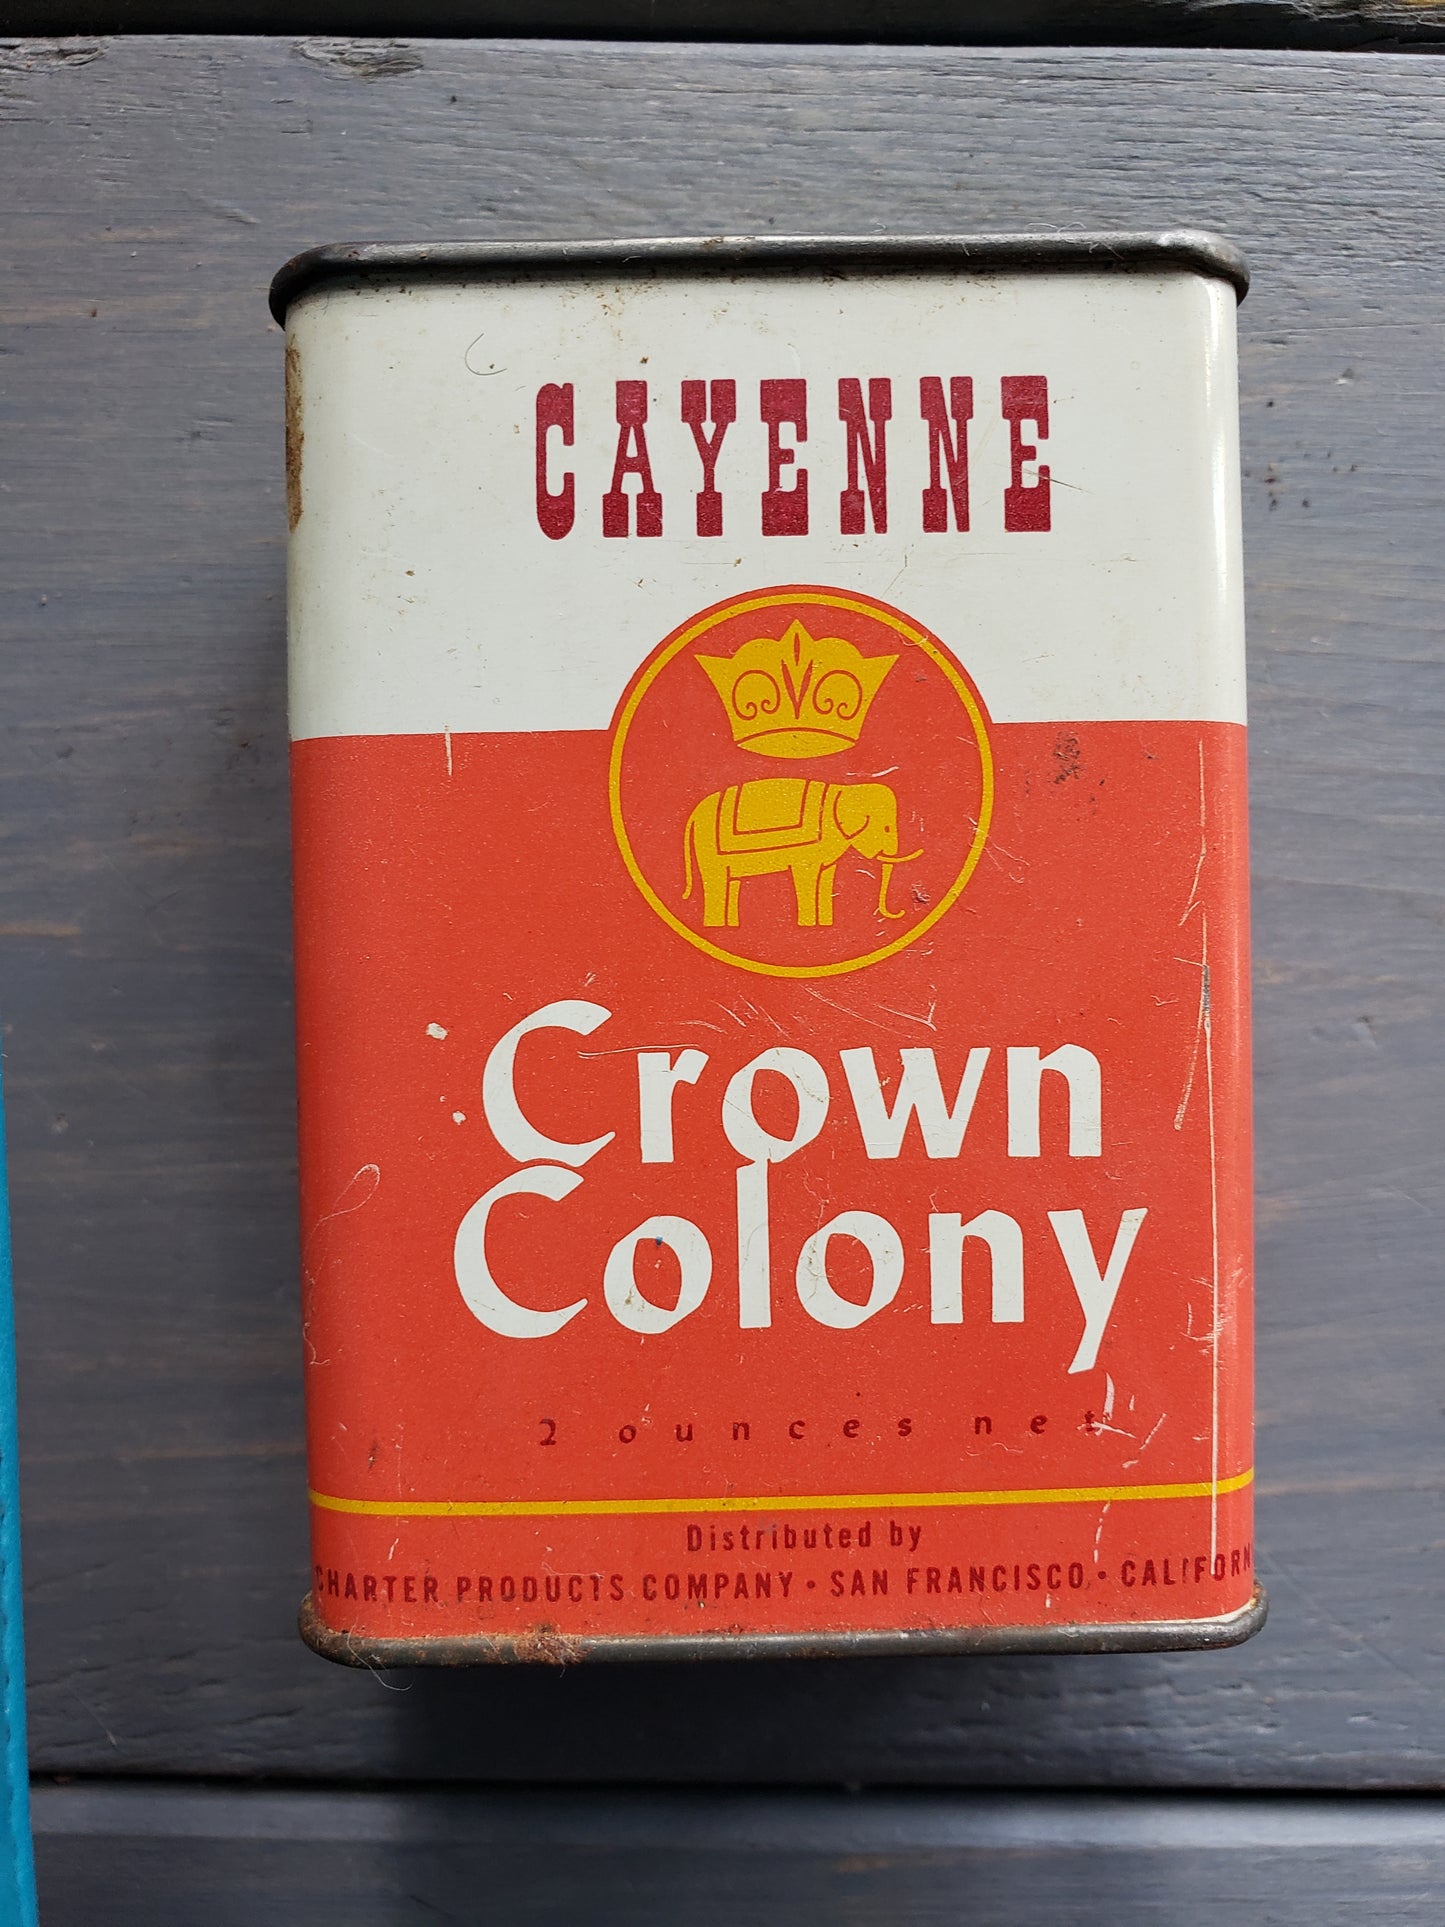 CAYENNE
Crown
Colony
2 ounces net
Distributed by
CHARTER PRODUCTS COMPANY • SAN FRANCISCO • CALIFORN